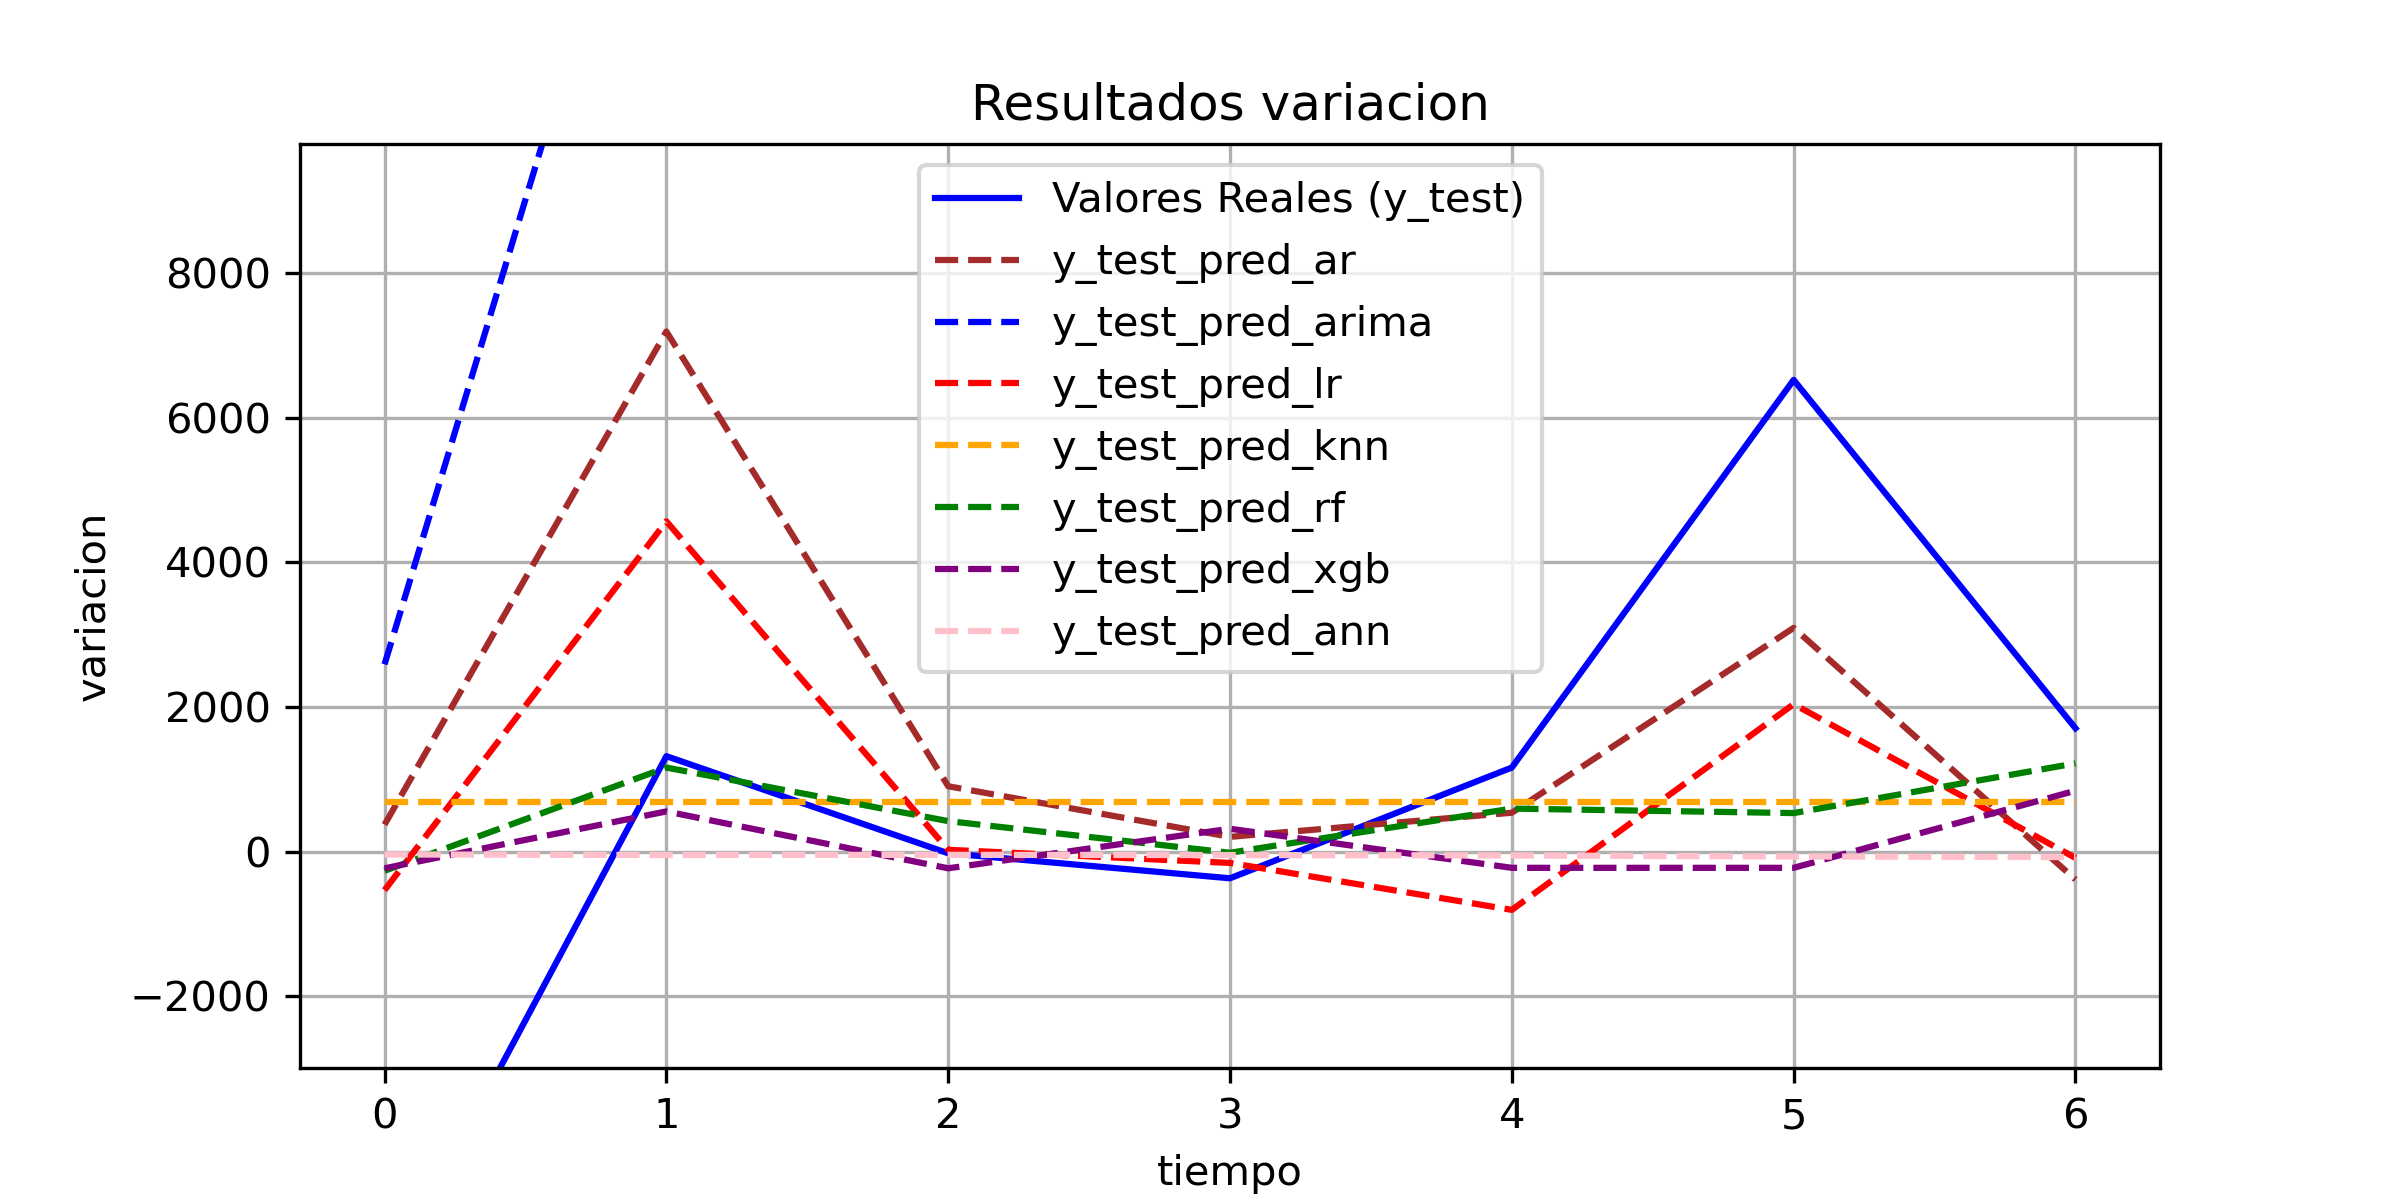 Resultados variacion
Valores Reales (y_test)
y_test_pred_ar
y_test_pred_arima
y_test_pred_lr
y_test_pred_knn
y_test_pred_rf
y_test_pred_xgb
y_test_pred_ann
variacion
8000
6000
4000
2000
0
−2000
0 1 2 3 4 5 6
tiempo